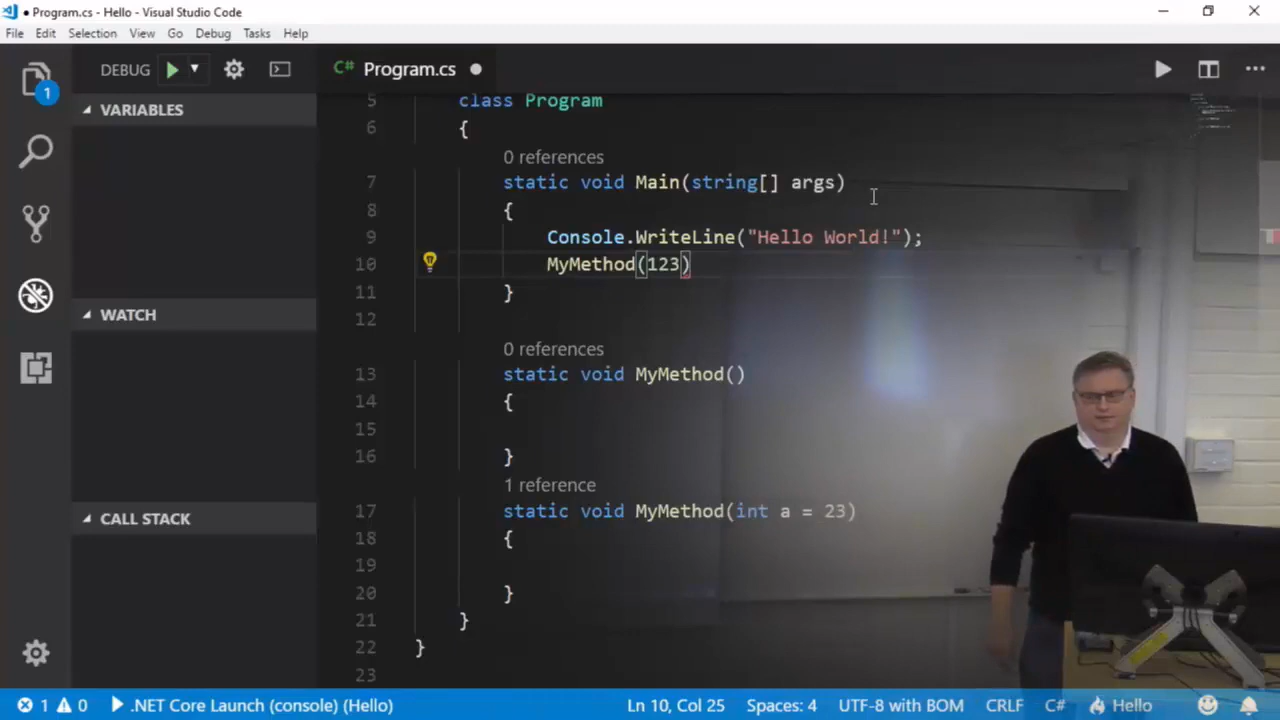 ● Program.cs - Hello - Visual Studio Code
File Edit Selection View Go Debug Tasks Help
DEBUG
C# Program.cs ●
1
VARIABLES
WATCH
CALL STACK
5 class Program
6 {
0 references
7 static void Main(string[] args)
8 {
9 Console.WriteLine("Hello World!");
10 MyMethod(123)
11 }
12
0 references
13 static void MyMethod()
14 {
15
16 }
1 reference
17 static void MyMethod(int a = 23)
18 {
19
20 }
21 }
22 }
23
1 0 .NET Core Launch (console) (Hello) Ln 10, Col 25 Spaces: 4 UTF-8 with BOM CRLF C# Hello